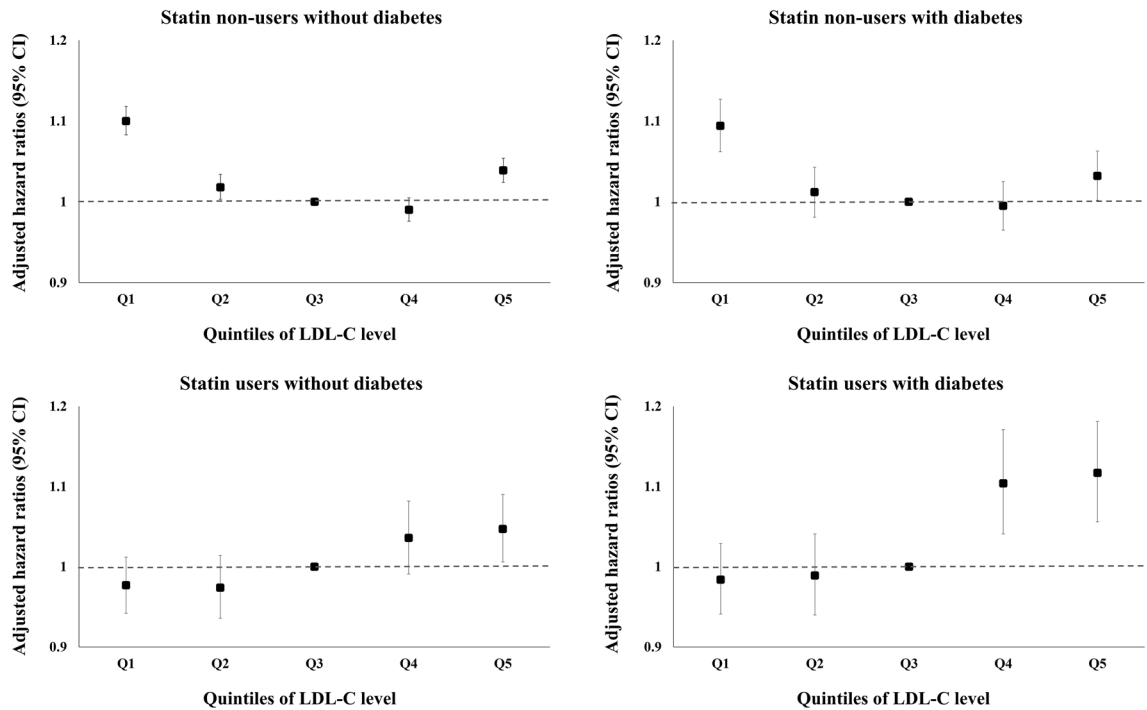 Statin non-users without diabetes
Adjusted hazard ratios (95% CI)
1.2
1.1
1
0.9
Q1 Q2 Q3 Q4 Q5
Quintiles of LDL-C level
Statin non-users with diabetes
Adjusted hazard ratios (95% CI)
1.2
1.1
1
0.9
Q1 Q2 Q3 Q4 Q5
Quintiles of LDL-C level
Statin users without diabetes
Adjusted hazard ratios (95% CI)
1.2
1.1
1
0.9
Q1 Q2 Q3 Q4 Q5
Quintiles of LDL-C level
Statin users with diabetes
Adjusted hazard ratios (95% CI)
1.2
1.1
1
0.9
Q1 Q2 Q3 Q4 Q5
Quintiles of LDL-C level